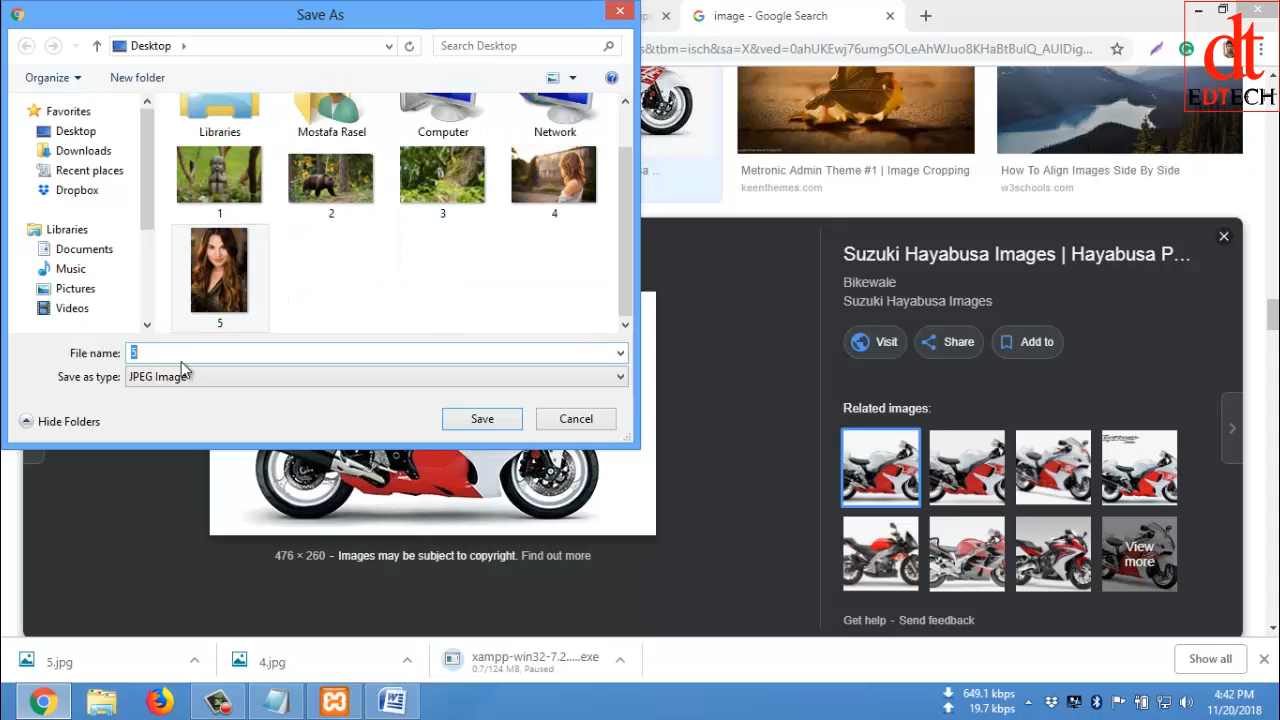 Save As
ips
image - Google Search
Desktop
Search Desktop
s&tbm=isch&sa=X&ved=0ahUKEwj76umg5OLeAhWJuo8KHaBtBuIQ_AUIDig...
dt
EDTECH
Organize
New folder
Favorites
Desktop
Downloads
Recent places
Dropbox
Libraries
Documents
Music
Pictures
Videos
Libraries
Mostafa Rasel
Computer
Network
1
2
3
4
5
File name:
5
Save as type:
JPEG Image
Hide Folders
Save
Cancel
a ...
Metronic Admin Theme #1 | Image Cropping
keenthemes.com
How To Align Images Side By Side
w3schools.com
Suzuki Hayabusa Images | Hayabusa P...
Bikewale
Suzuki Hayabusa Images
Visit
Share
Add to
Related images:
View
more
476 × 260 - Images may be subject to copyright. Find out more
Get help - Send feedback
5.jpg
4.jpg
xampp-win32-7.2.....exe
0.7/124 MB, Paused
Show all
649.1 kbps
19.7 kbps
4:42 PM
11/20/2018